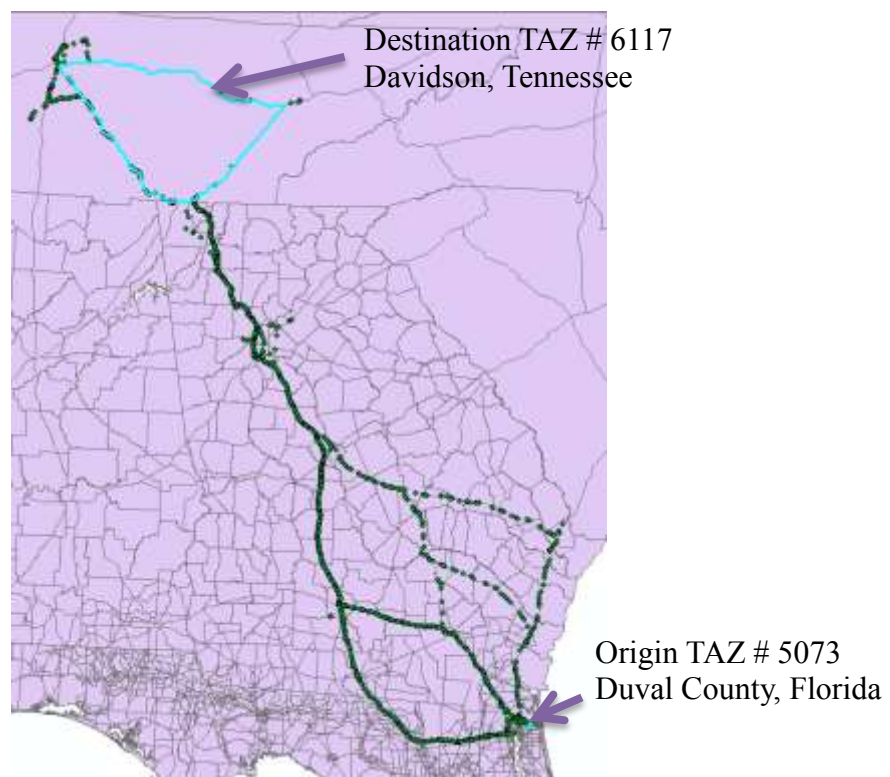 Destination TAZ # 6117
Davidson, Tennessee
Origin TAZ # 5073
Duval County, Florida